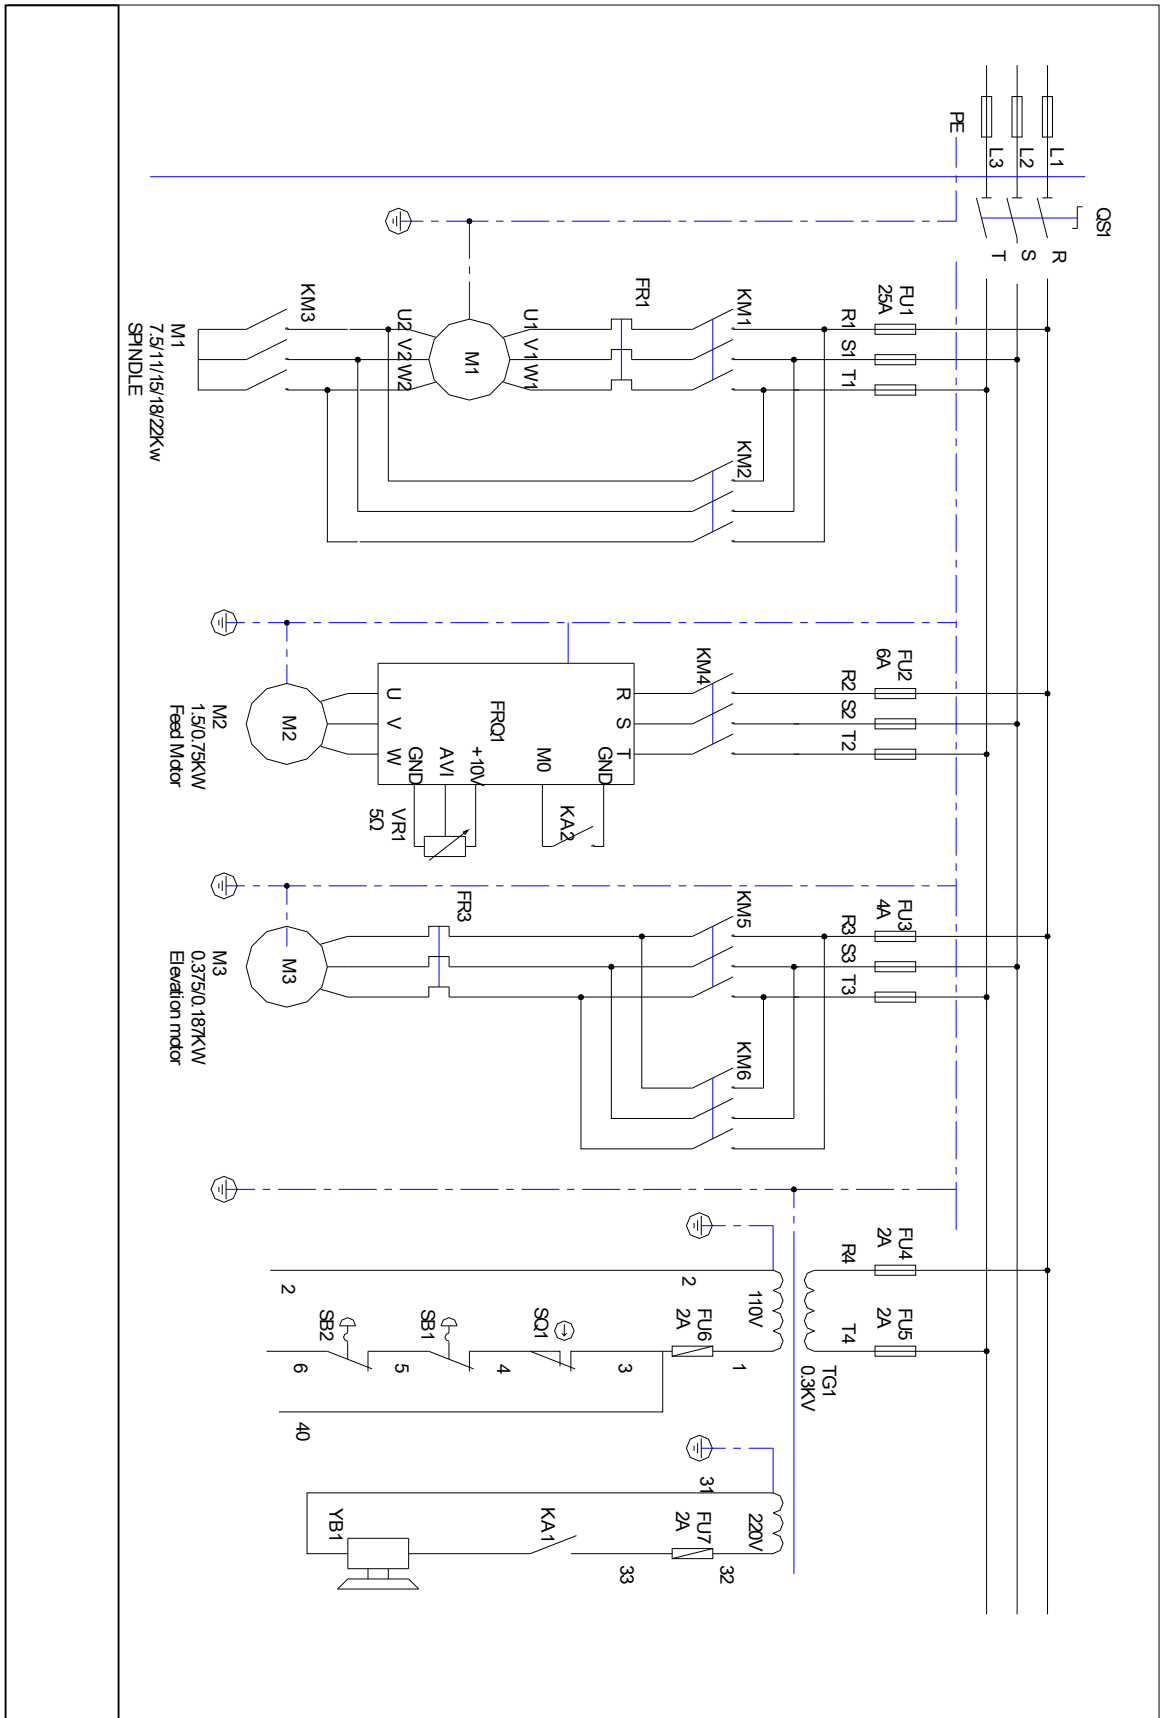 L1
L2
L3
PE
QS1
R
S
T
FU1
25A
R1 S1 T1
KM1
KM2
FR1
U1 V1 W1
M1
U2 V2 W2
KM3
M1
7.5/11/15/18/22Kw
SPINDLE
FU2
6A
R2 S2 T2
KM4
R S T
GND
M0
FRQ1
+10V
AVI
GND
U V W
KA2
VR1
5Ω
M2
M2
1.5/0.75KW
Feed Motor
FU3
4A
R3 S3 T3
KM5
KM6
FR3
M3
M3
0.375/0.187KW
Elevation motor
FU4
2A
FU5
2A
R4
T4
TG1
0.3KV
110V
2
FU6
2A
1
2
SQ1
3
4
SB1
5
SB2
6
40
220V
31
FU7
2A
32
33
KA1
YB1